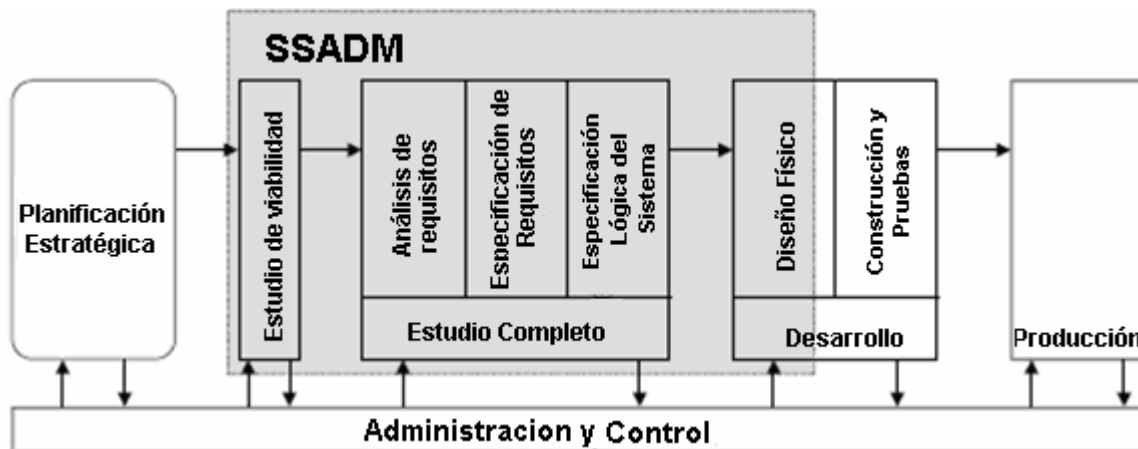 SSADM
Planificación
Estratégica
Estudio de viabilidad
Análisis de
requisitos
Especificación de
Requisitos
Especificación
Lógica del
Sistema
Estudio Completo
Diseño Físico
Construcción y
Pruebas
Desarrollo
Producción
Administracion y Control